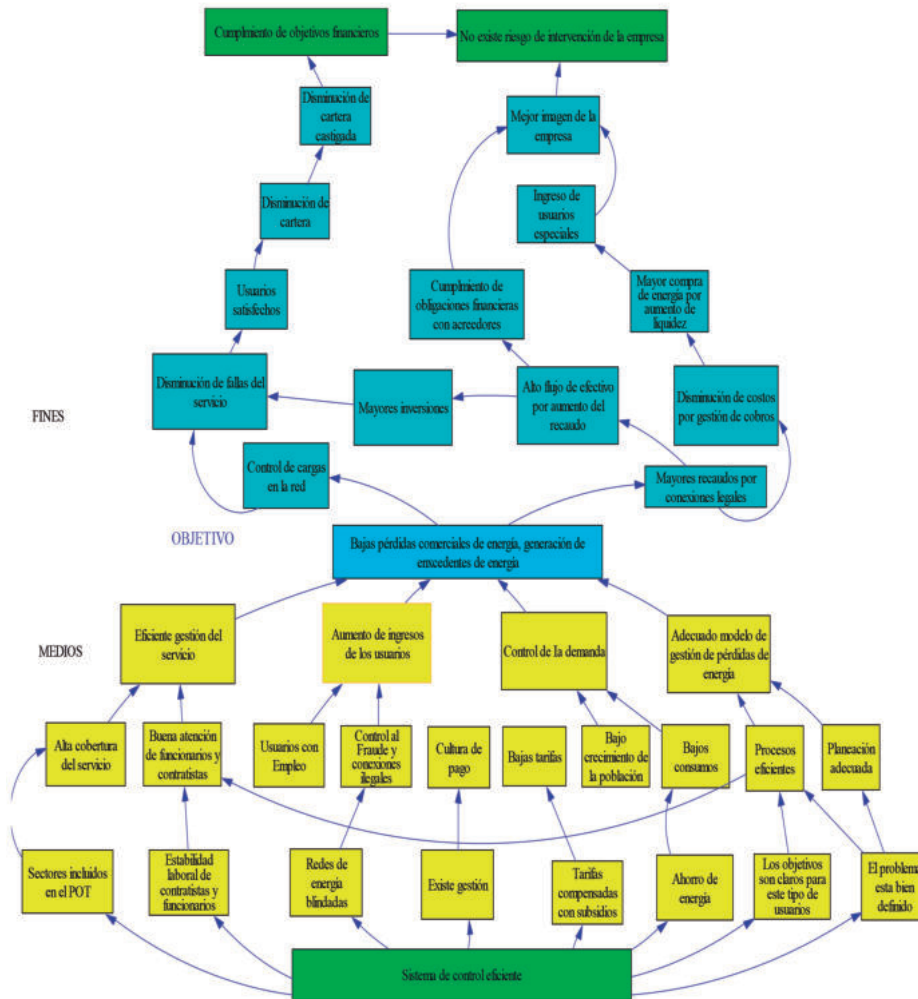 Cumplmiento de objetivos financieros
No existe riesgo de intervención de la empresa
Disminución de
cartera
castigada
Mejor imagen de la
empresa
Disminución de
cartera
Ingreso de
usuarios
especiales
Usuarios
satisfechos
Cumplmiento de
obligaciones financieras
con acreedores
Mayor compra
de energía por
aumento de
liquidez
Disminución de fallas del
servicio
Mayores inversiones
Alto flujo de efectivo
por aumento del
recaudo
Disminución de costos
por gestión de cobros
FINES
Control de cargas
en la red
Mayores recaudos por
conexiones legales
OBJETIVO
Bajas pérdidas comerciales de energía, generación de
enxcedentes de energía
MEDIOS
Eficiente gestión del
servicio
Aumento de ingresos
de los usuarios
Control de la demanda
Adecuado modelo de
gestión de pérdidas de
energía
Alta cobertura
del servicio
Buena atención
de funcionarios y
contratistas
Usuarios con
Empleo
Control al
Fraude y
conexiones
ilegales
Cultura de
pago
Bajas tarifas
Bajo
crecimiento de
la población
Bajos
consumos
Procesos
eficientes
Planeación
adecuada
Sectores incluidos
en el POT
Estabilidad
laboral de
contratistas y
funcionarios
Redes de
energía
blindadas
Existe gestión
Tarifas
compensadas
con subsidios
Ahorro de
energía
Los objetivos
son claros para
este tipo de
usuarios
El problema
esta bien
definido
Sistema de control eficiente